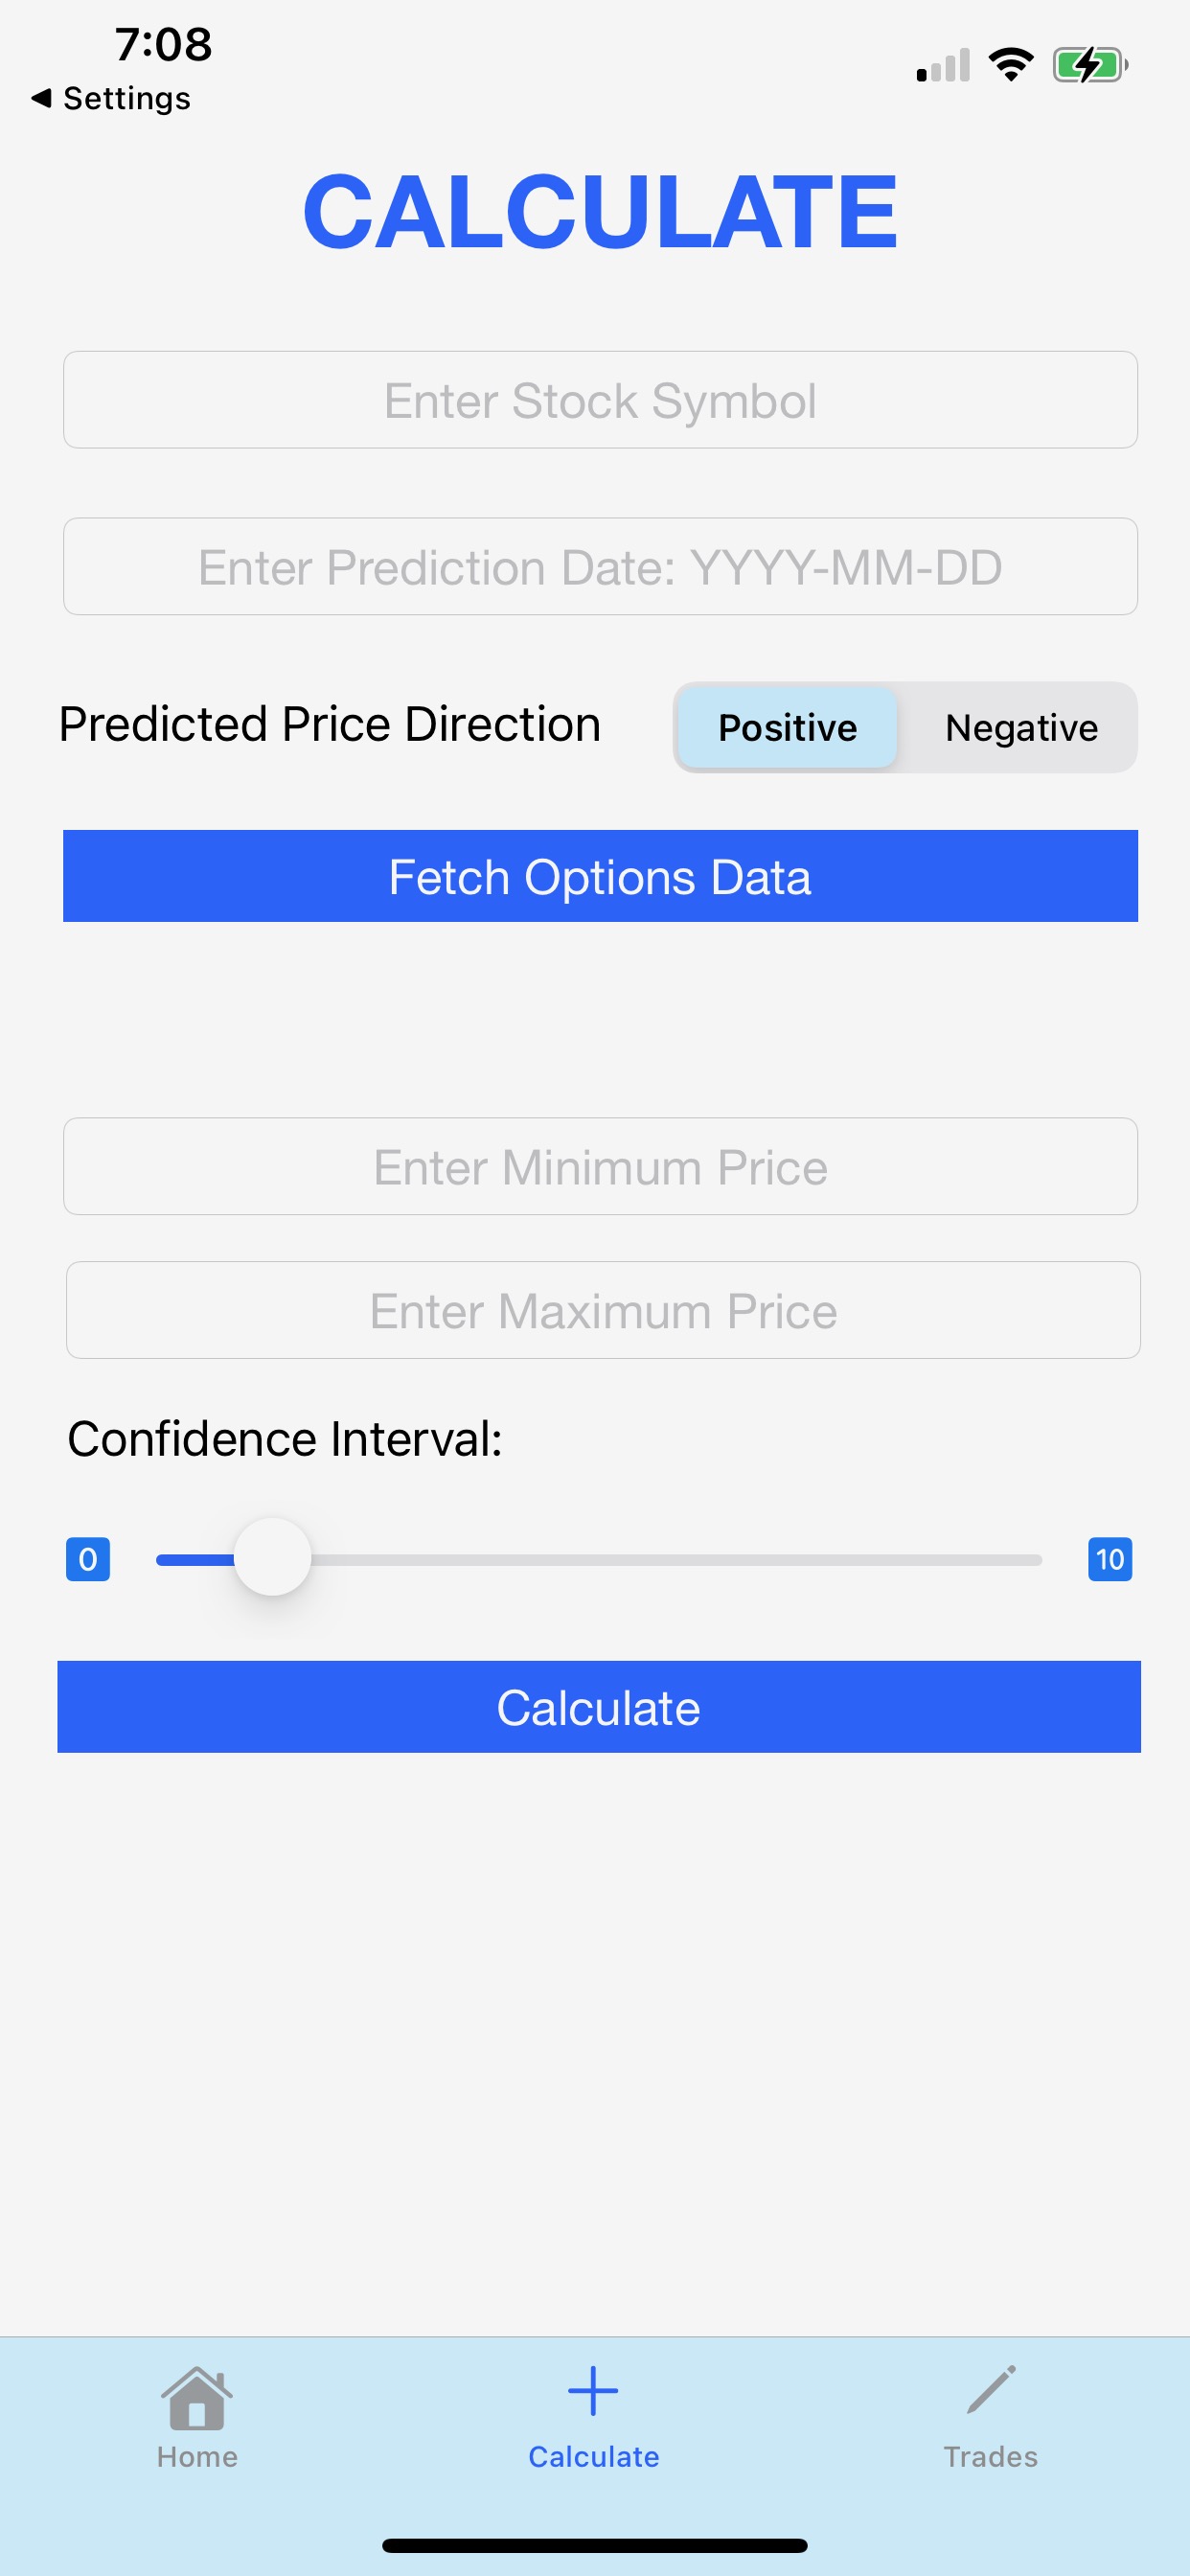 7:08
◀ Settings
CALCULATE
Enter Stock Symbol
Enter Prediction Date: YYYY-MM-DD
Predicted Price Direction Positive Negative
Fetch Options Data
Enter Minimum Price
Enter Maximum Price
Confidence Interval:
0 10
Calculate
Home Calculate Trades